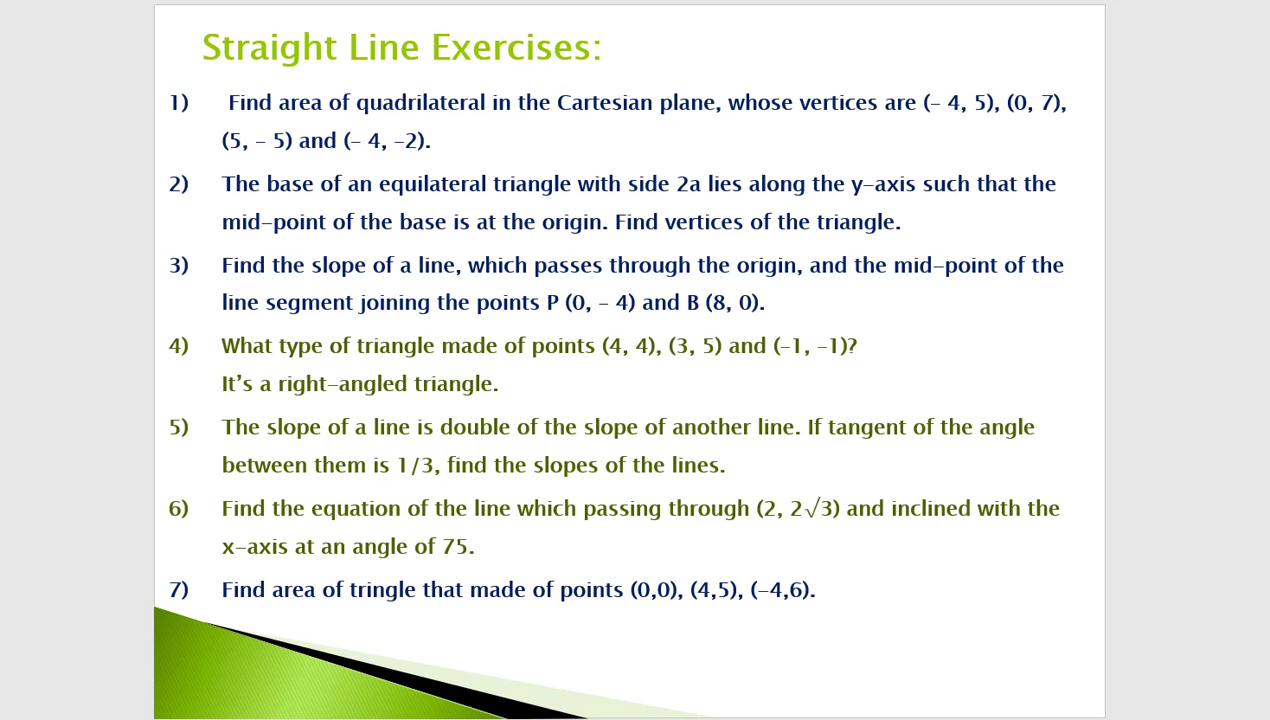 Straight Line Exercises:
1) Find area of quadrilateral in the Cartesian plane, whose vertices are (– 4, 5), (0, 7),
(5, – 5) and (– 4, –2).
2) The base of an equilateral triangle with side 2a lies along the y-axis such that the
mid-point of the base is at the origin. Find vertices of the triangle.
3) Find the slope of a line, which passes through the origin, and the mid-point of the
line segment joining the points P (0, – 4) and B (8, 0).
4) What type of triangle made of points (4, 4), (3, 5) and (–1, –1)?
It’s a right-angled triangle.
5) The slope of a line is double of the slope of another line. If tangent of the angle
between them is 1/3, find the slopes of the lines.
6) Find the equation of the line which passing through (2, 2√3) and inclined with the
x-axis at an angle of 75.
7) Find area of tringle that made of points (0,0), (4,5), (-4,6).